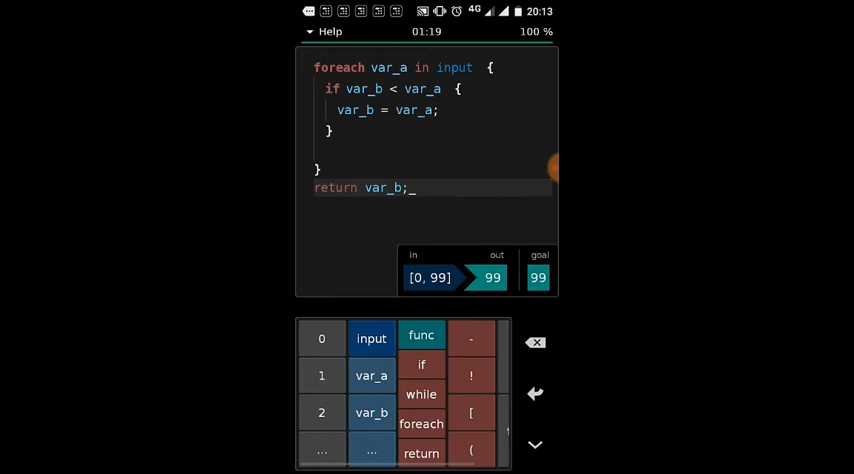 4G 20:13
Help 01:19 100 %
foreach var_a in input {
if var_b < var_a {
var_b = var_a;
}
}
return var_b;_
in out goal
[0, 99] 99 99
0 input func -
1 var_a if !
while
2 var_b [
foreach
... ... return (